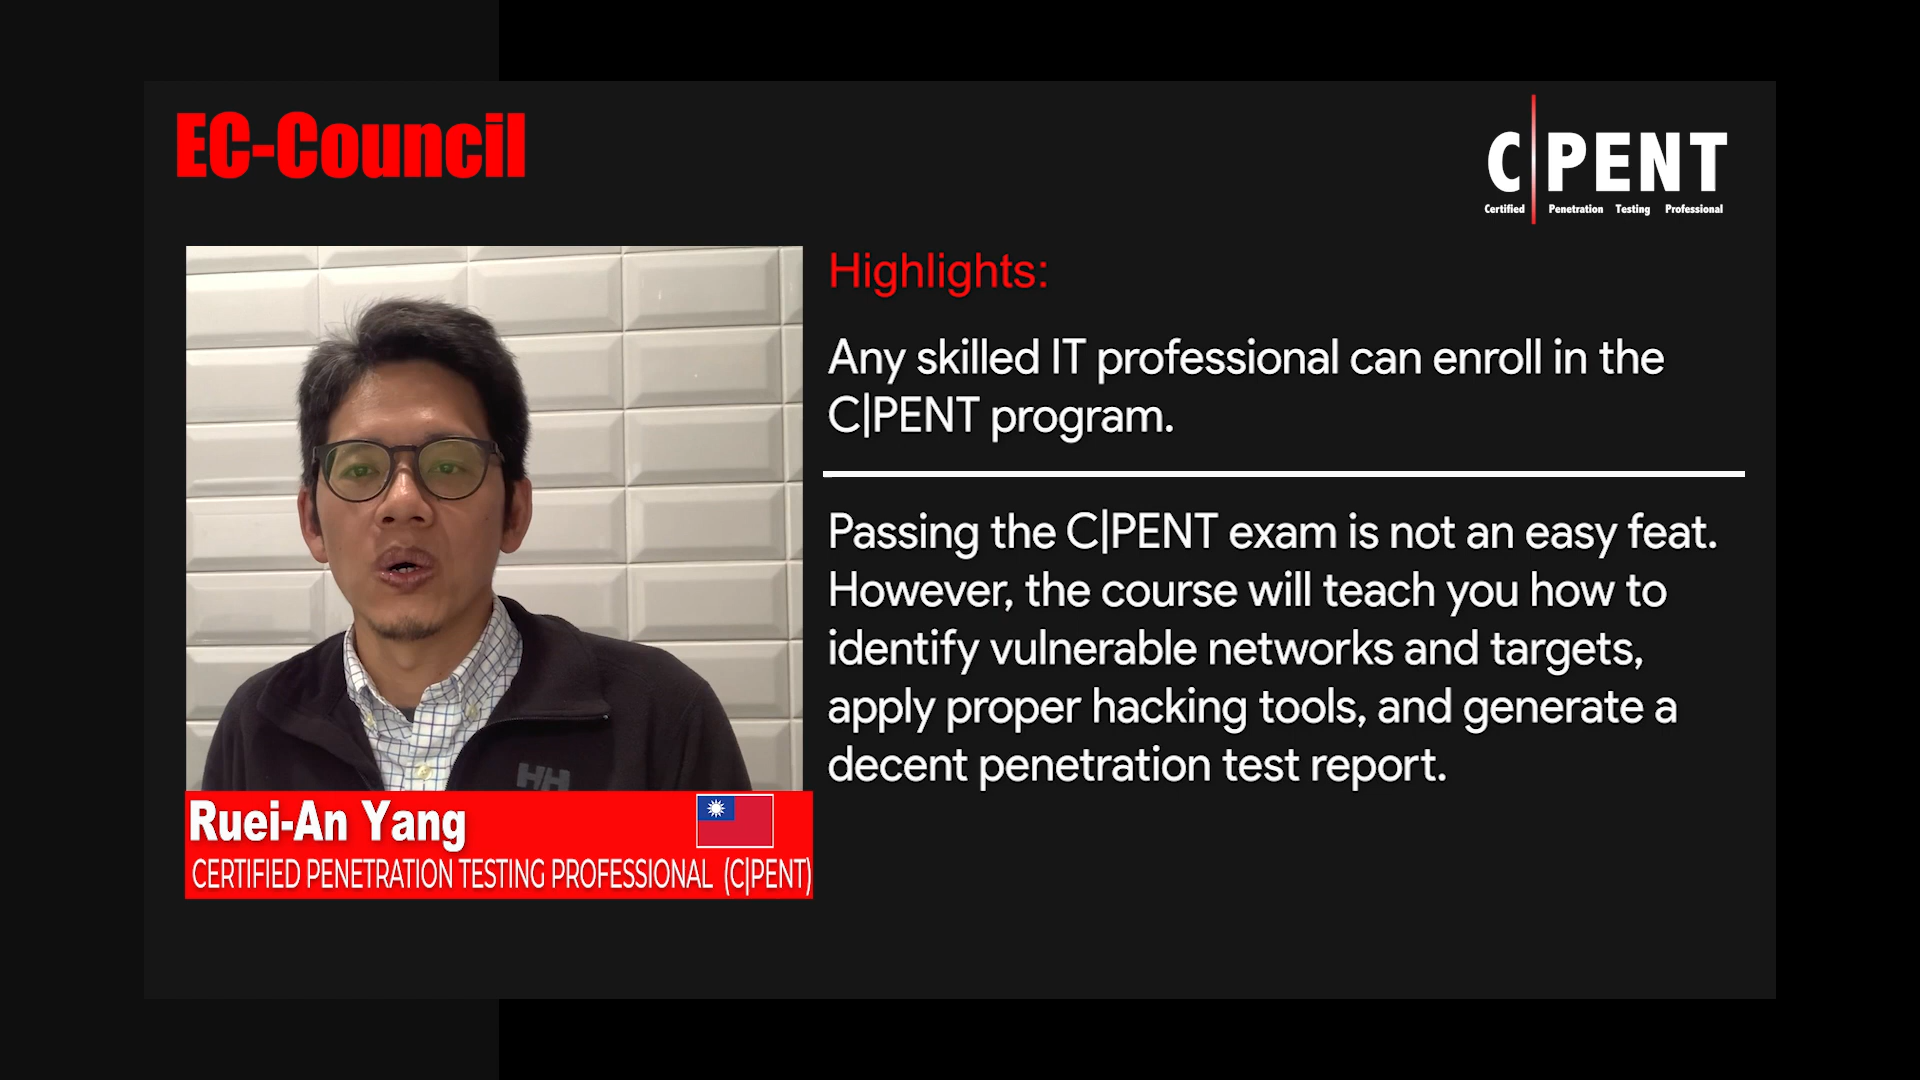 EC-Council
C|PENT
Certified Penetration Testing Professional
Highlights:
Any skilled IT professional can enroll in the
C|PENT program.
Passing the C|PENT exam is not an easy feat.
However, the course will teach you how to
identify vulnerable networks and targets,
apply proper hacking tools, and generate a
decent penetration test report.
HH
Ruei-An Yang
CERTIFIED PENETRATION TESTING PROFESSIONAL (C|PENT)